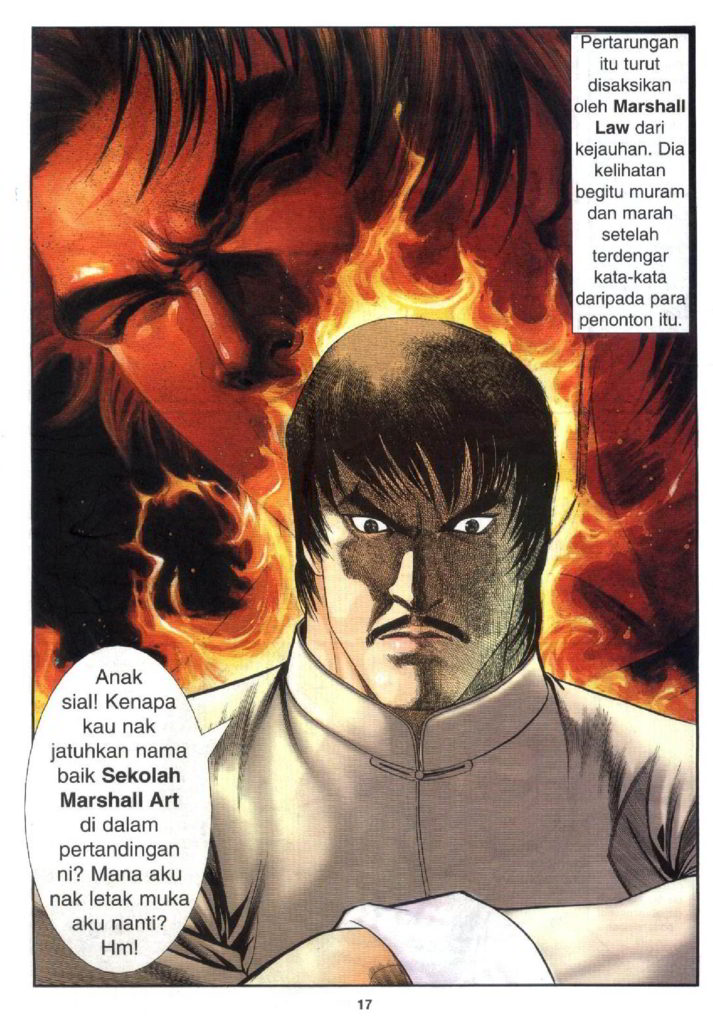 Pertarungan
itu turut
disaksikan
oleh Marshall
Law dari
kejauhan. Dia
kelihatan
begitu muram
dan marah
setelah
terdengar
kata-kata
daripada para
penonton itu.
Anak
sial! Kenapa
kau nak
jatuhkan nama
baik Sekolah
Marshall Art
di dalam
pertandingan
ni? Mana aku
nak letak muka
aku nanti?
Hm!
17